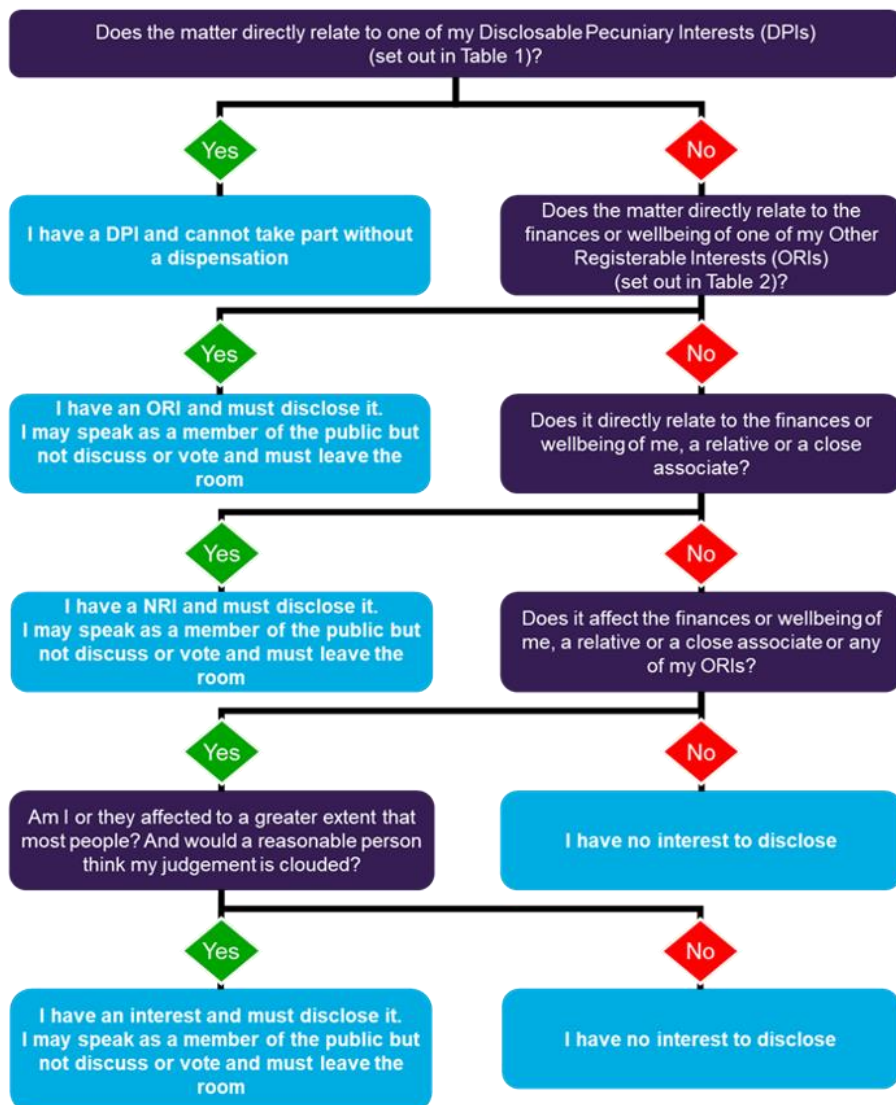 Does the matter directly relate to one of my Disclosable Pecuniary Interests (DPIs)
(set out in Table 1)?
Yes
No
I have a DPI and cannot take part without
a dispensation
Does the matter directly relate to the
finances or wellbeing of one of my Other
Registerable Interests (ORIs)
(set out in Table 2)?
Yes
No
I have an ORI and must disclose it.
I may speak as a member of the public but
not discuss or vote and must leave the
room
Does it directly relate to the finances or
wellbeing of me, a relative or a close
associate?
Yes
No
I have a NRI and must disclose it.
I may speak as a member of the public but
not discuss or vote and must leave the
room
Does it affect the finances or wellbeing of
me, a relative or a close associate or any
of my ORIs?
Yes
No
Am I or they affected to a greater extent that
most people? And would a reasonable person
think my judgement is clouded?
I have no interest to disclose
Yes
No
I have an interest and must disclose it.
I may speak as a member of the public but
not discuss or vote and must leave the
room
I have no interest to disclose